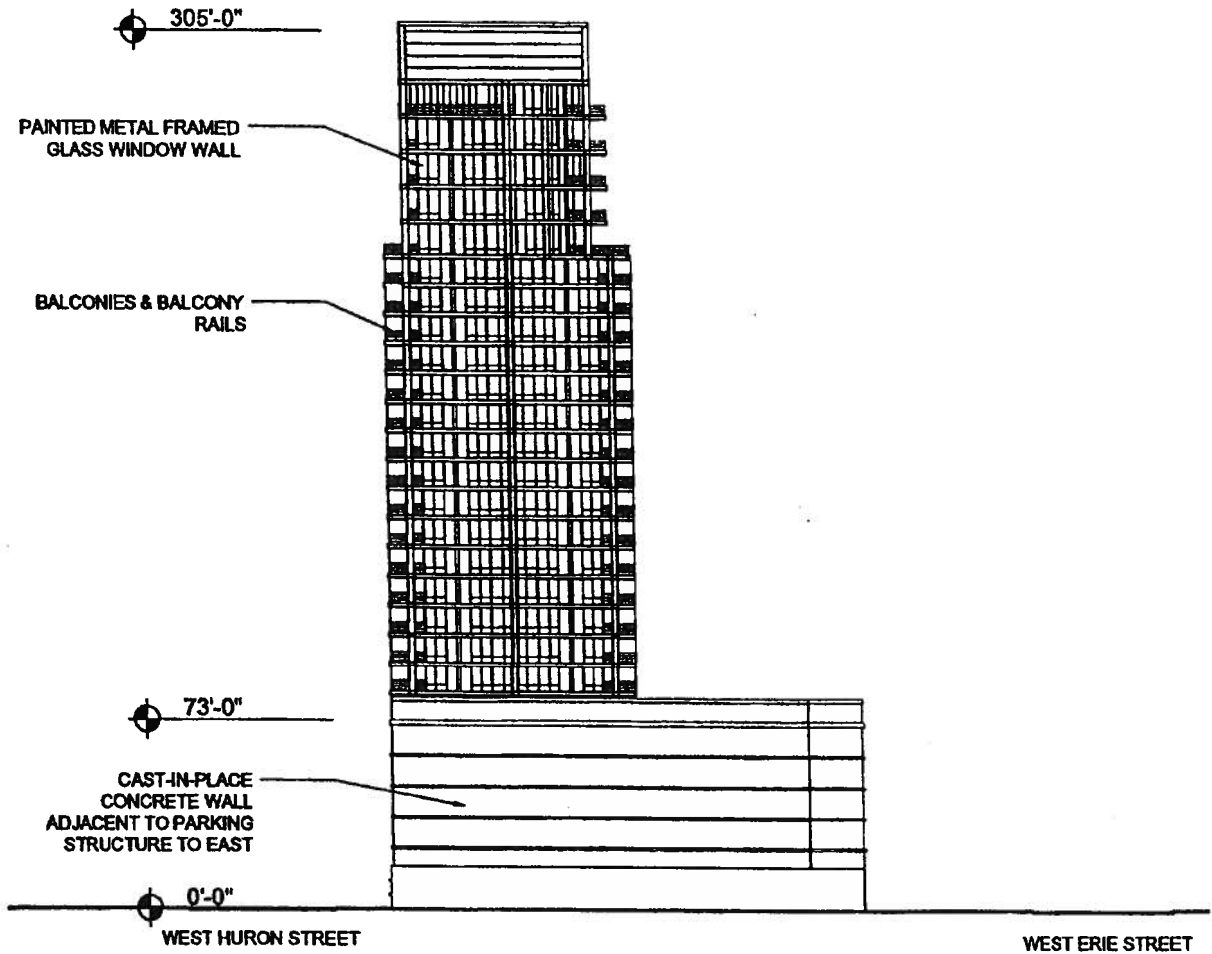 305'-0"
PAINTED METAL FRAMED
GLASS WINDOW WALL
BALCONIES & BALCONY
RAILS
73'-0"
CAST-IN-PLACE
CONCRETE WALL
ADJACENT TO PARKING
STRUCTURE TO EAST
0'-0"
WEST HURON STREET
WEST ERIE STREET